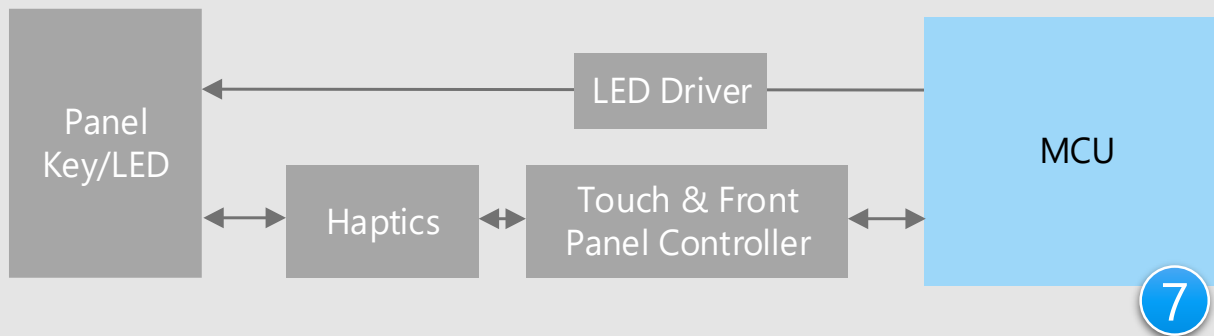 LED Driver
Panel
Key/LED
MCU
Haptics
Touch & Front
Panel Controller
7